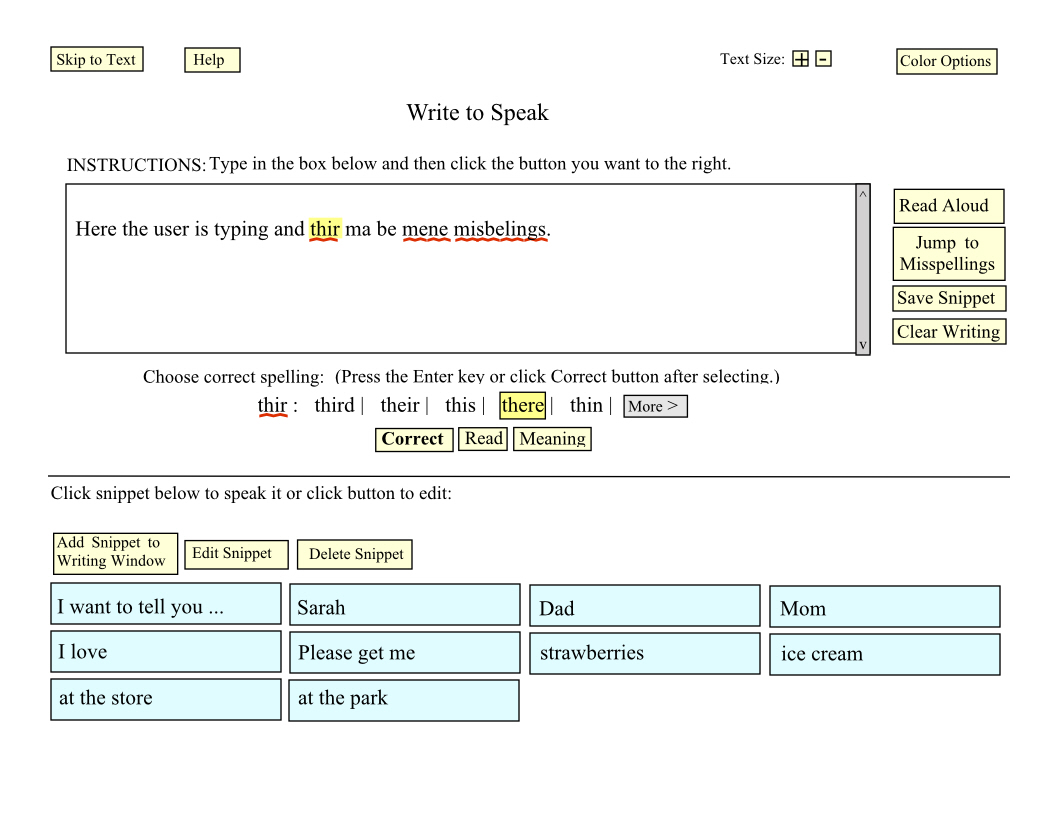 Skip to Text Help Text Size: + - Color Options
Write to Speak
INSTRUCTIONS: Type in the box below and then click the button you want to the right.
Here the user is typing and thir ma be mene misbelings.
^
v
Read Aloud
Jump to
Misspellings
Save Snippet
Clear Writing
Choose correct spelling: (Press the Enter key or click Correct button after selecting.)
thir : third | their | this | there | thin | More >
Correct Read Meaning
Click snippet below to speak it or click button to edit:
Add Snippet to
Writing Window Edit Snippet Delete Snippet
I want to tell you ... Sarah Dad Mom
I love Please get me strawberries ice cream
at the store at the park